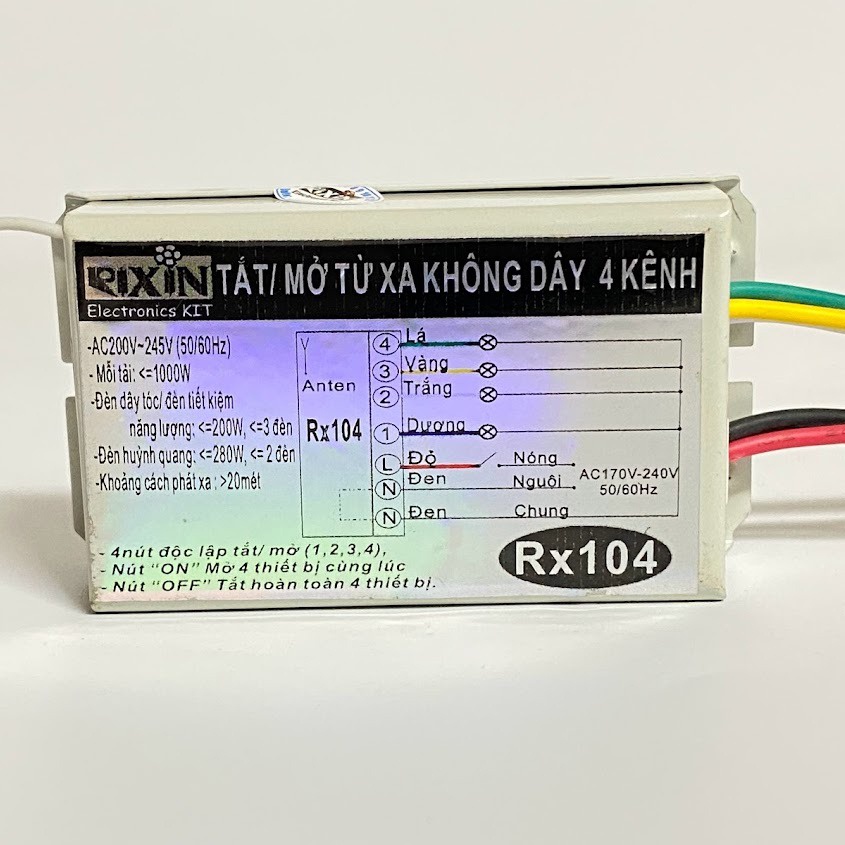 RIXIN
Electronics KIT
TẮT/ MỞ TỪ XA KHÔNG DÂY 4 KÊNH
-AC200V~245V (50/60Hz)
- Mỗi tải: <=1000W
-Đèn dây tóc/ đèn tiết kiệm
năng lượng: <=200W, <=3 đèn
-Đèn huỳnh quang: <=280W, <=2 đèn
-Khoảng cách phát xa : >20mét
Anten
Rx104
4 Lá
3 Vàng
2 Trắng
1 Dương
L Đỏ Nóng
N Đen Nguội
N Đen Chung
AC170V-240V
50/60Hz
- 4nút độc lập tắt/ mở (1,2,3,4),
- Nút "ON" Mở 4 thiết bị cùng lúc
- Nút "OFF" Tắt hoàn toàn 4 thiết bị.
Rx104